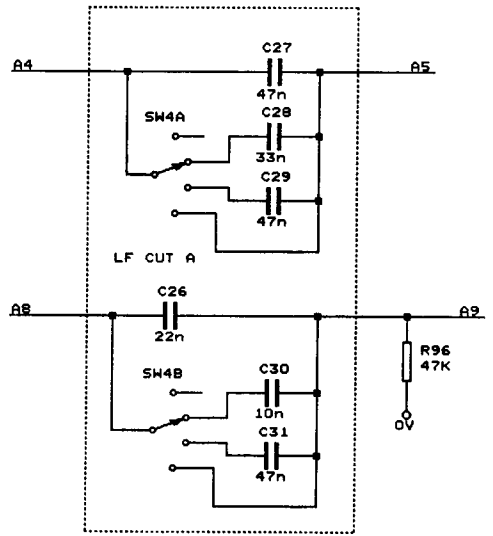 C27
A4
A5
47n
SW4A
C28
33n
C29
47n
LF CUT A
C26
A8
A9
22n
R96
47K
SW4B
C30
10n
0V
C31
47n